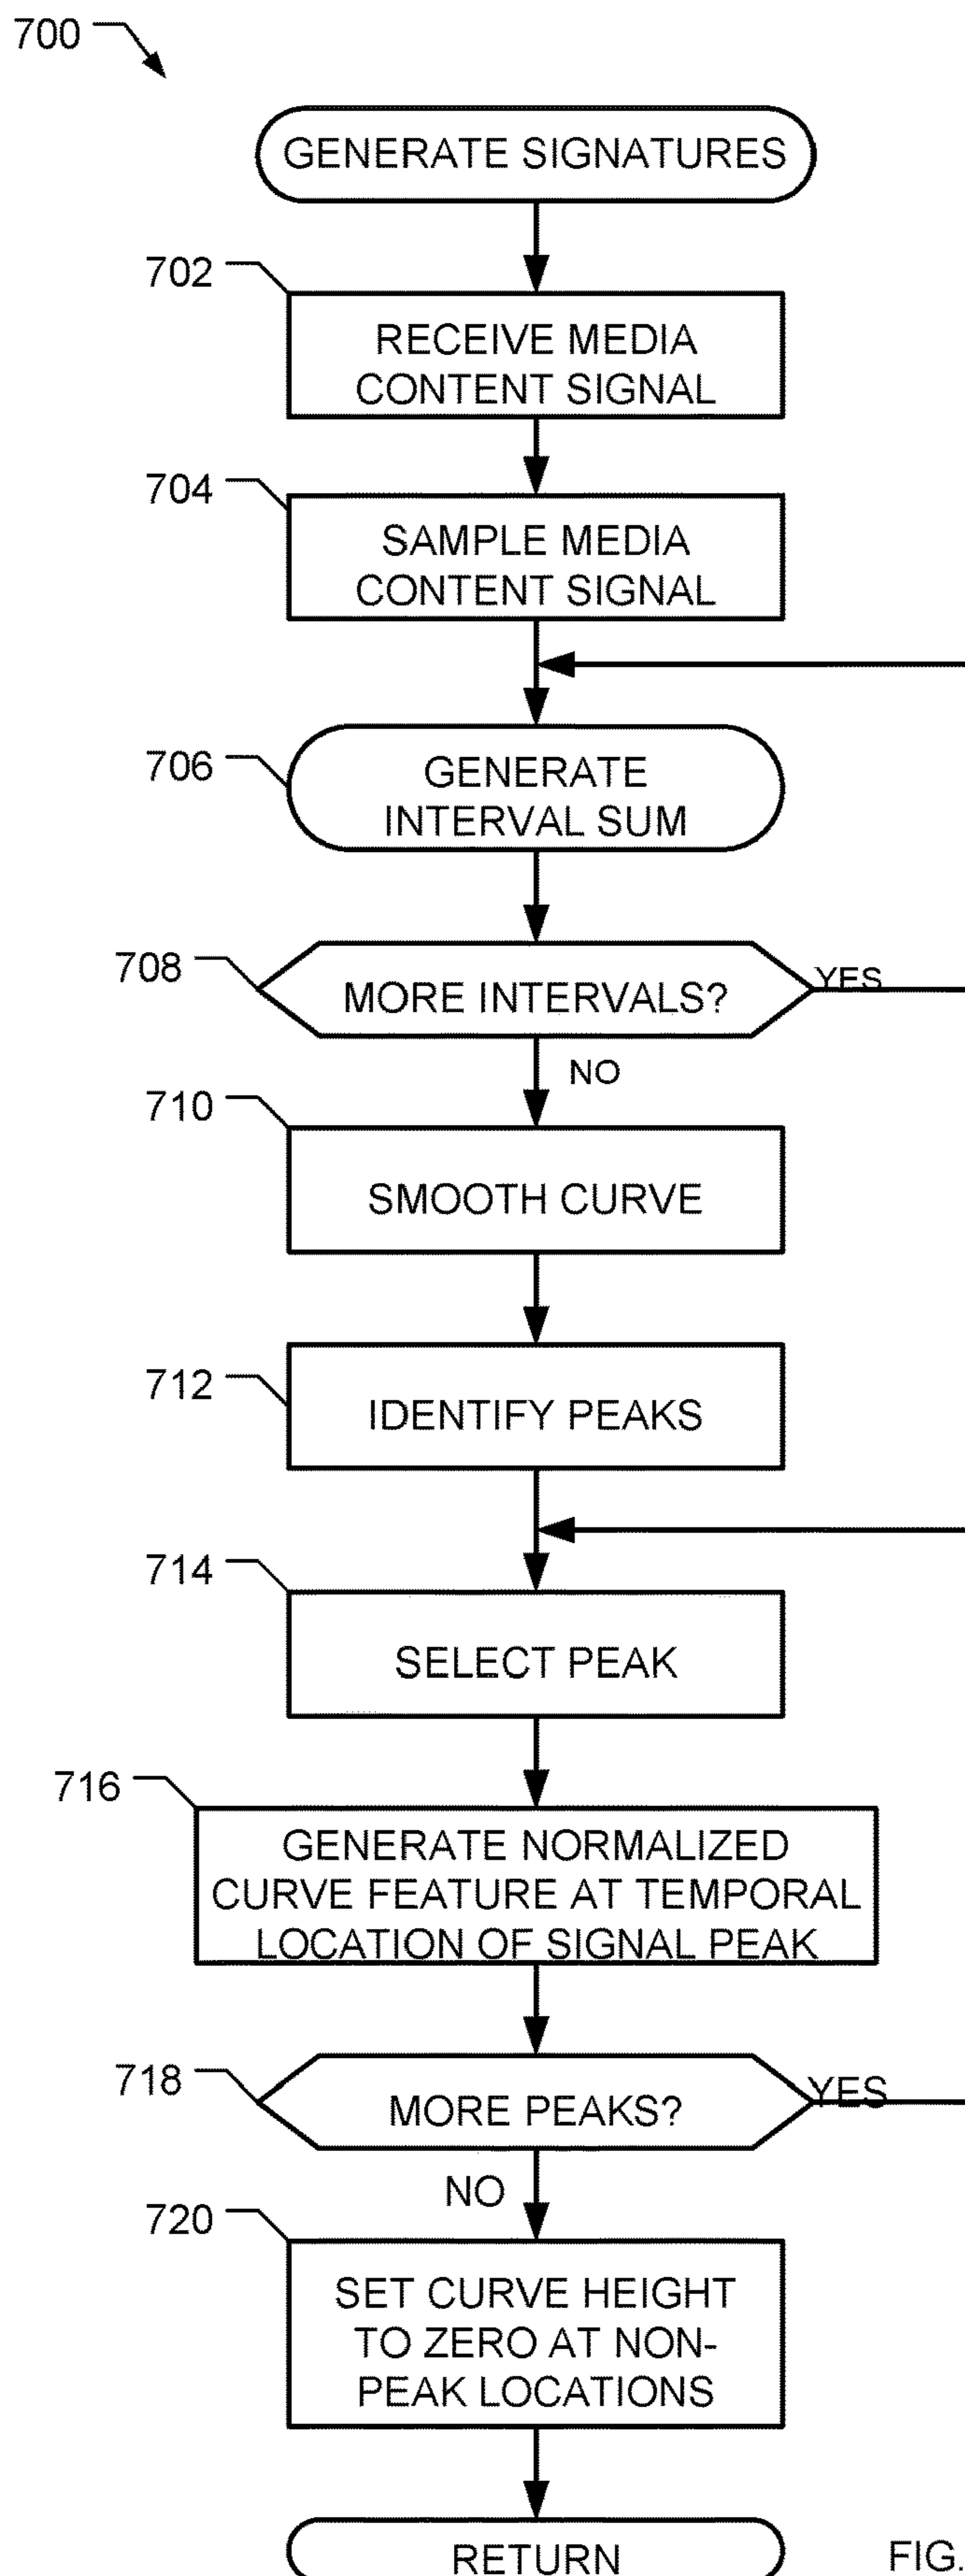 700
GENERATE SIGNATURES
702
RECEIVE MEDIA
CONTENT SIGNAL
704
SAMPLE MEDIA
CONTENT SIGNAL
706
GENERATE
INTERVAL SUM
708
MORE INTERVALS?
YES
NO
710
SMOOTH CURVE
712
IDENTIFY PEAKS
714
SELECT PEAK
716
GENERATE NORMALIZED
CURVE FEATURE AT TEMPORAL
LOCATION OF SIGNAL PEAK
718
MORE PEAKS?
YES
NO
720
SET CURVE HEIGHT
TO ZERO AT NON-
PEAK LOCATIONS
RETURN
FIG.